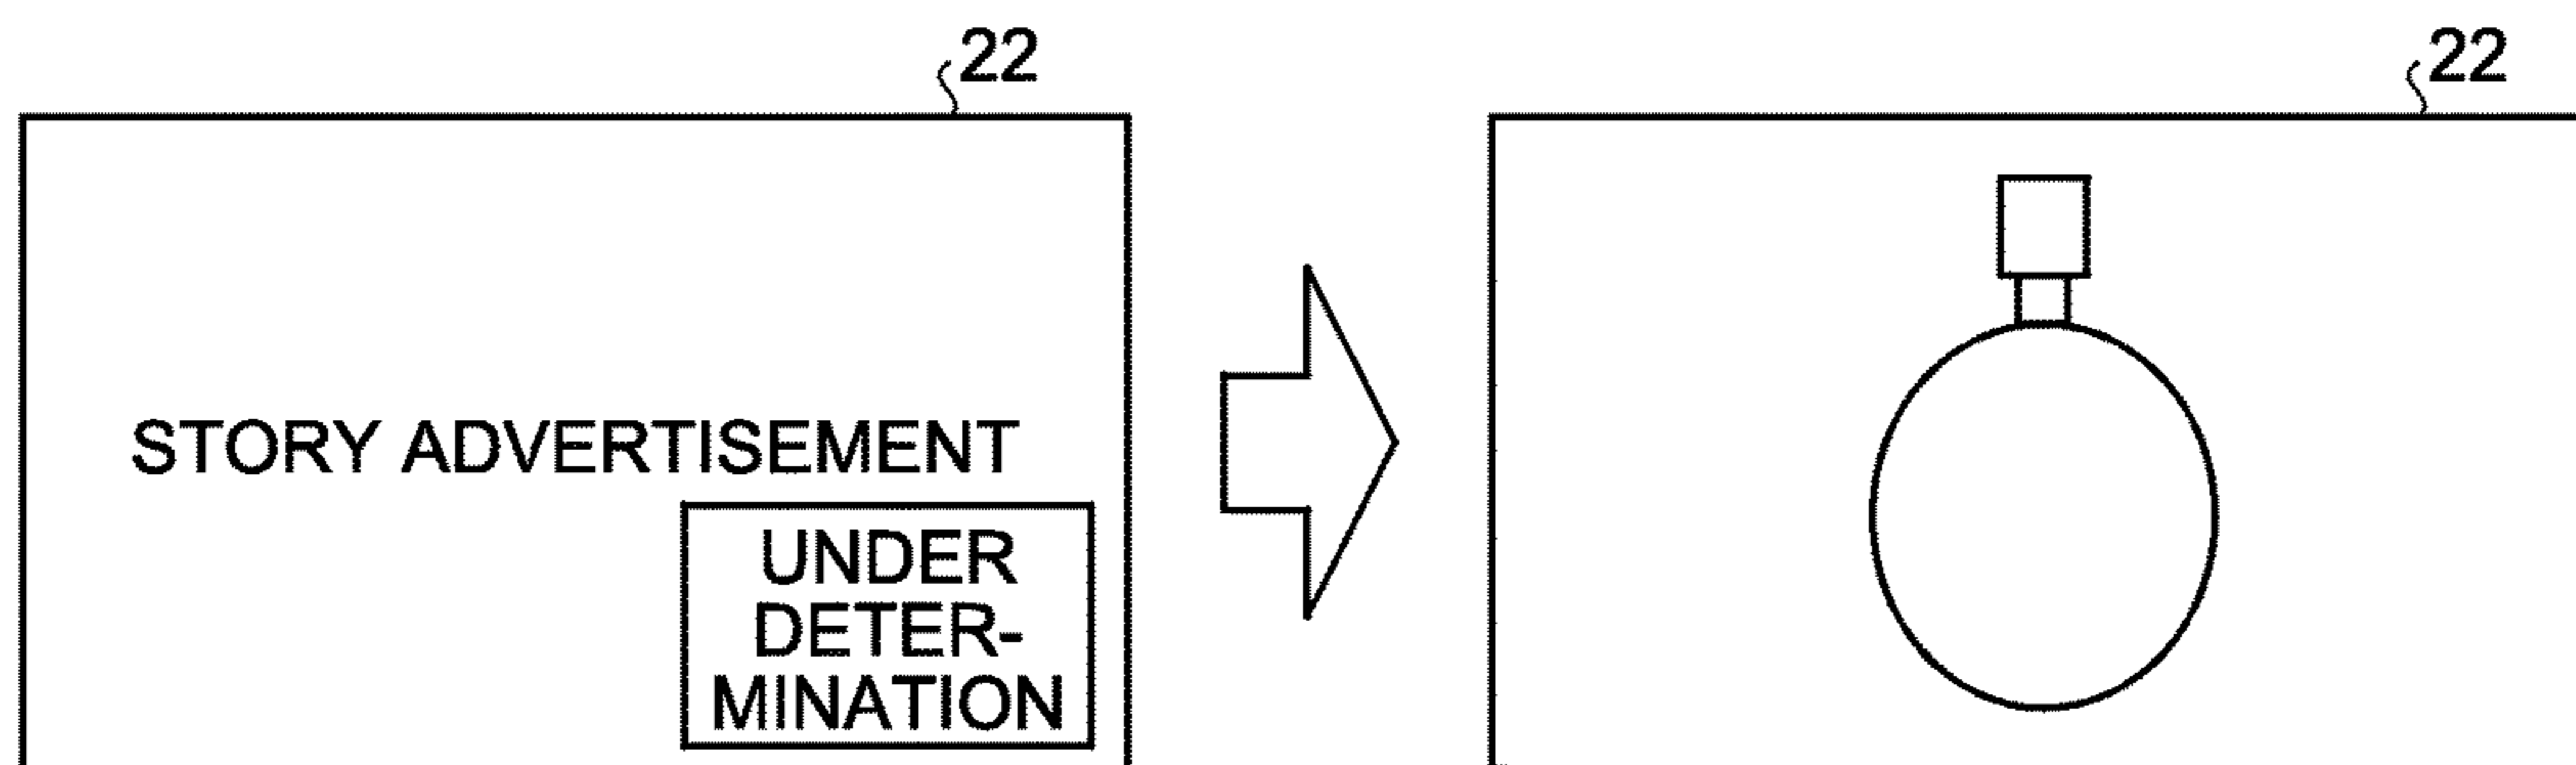 22
22
STORY ADVERTISEMENT
UNDER
DETER-
MINATION